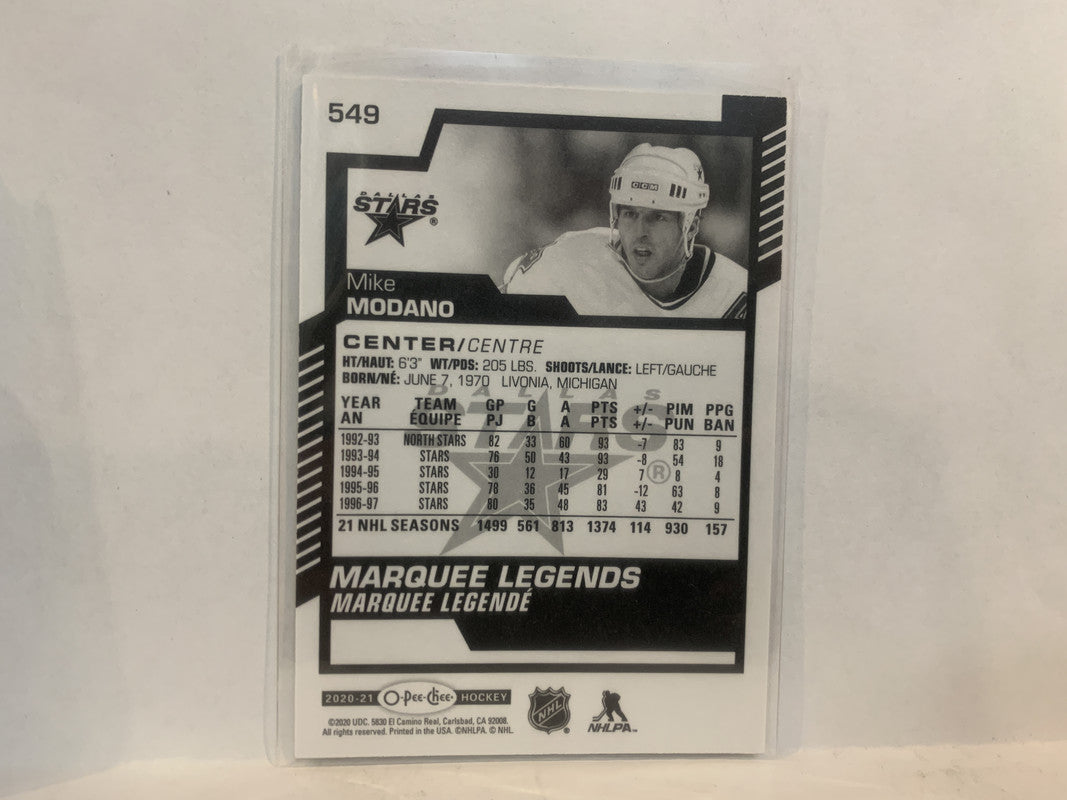 549
DALLAS
STARS®
CCM
Mike
MODANO
CENTER/CENTRE
HT/HAUT: 6'3" WT/PDS: 205 LBS. SHOOTS/LANCE: LEFT/GAUCHE
BORN/NÉ: JUNE 7, 1970 LIVONIA, MICHIGAN
DALLAS
STARS®
YEAR TEAM GP G A PTS +/- PIM PPG
AN ÉQUIPE PJ B A PTS +/- PUN BAN
1992-93 NORTH STARS 82 33 60 93 -7 83 9
1993-94 STARS 76 50 43 93 -8 54 18
1994-95 STARS 30 12 17 29 7 8 4
1995-96 STARS 78 36 45 81 -12 63 8
1996-97 STARS 80 35 48 83 43 42 9
21 NHL SEASONS 1499 561 813 1374 114 930 157
MARQUEE LEGENDS
MARQUEE LEGENDÉ
2020-21 O-Pee-Chee HOCKEY
©2020 UDC. 5830 El Camino Real, Carlsbad, CA 92008.
All rights reserved. Printed in the USA. ©NHLPA. © NHL.
NHL®
NHLPA™